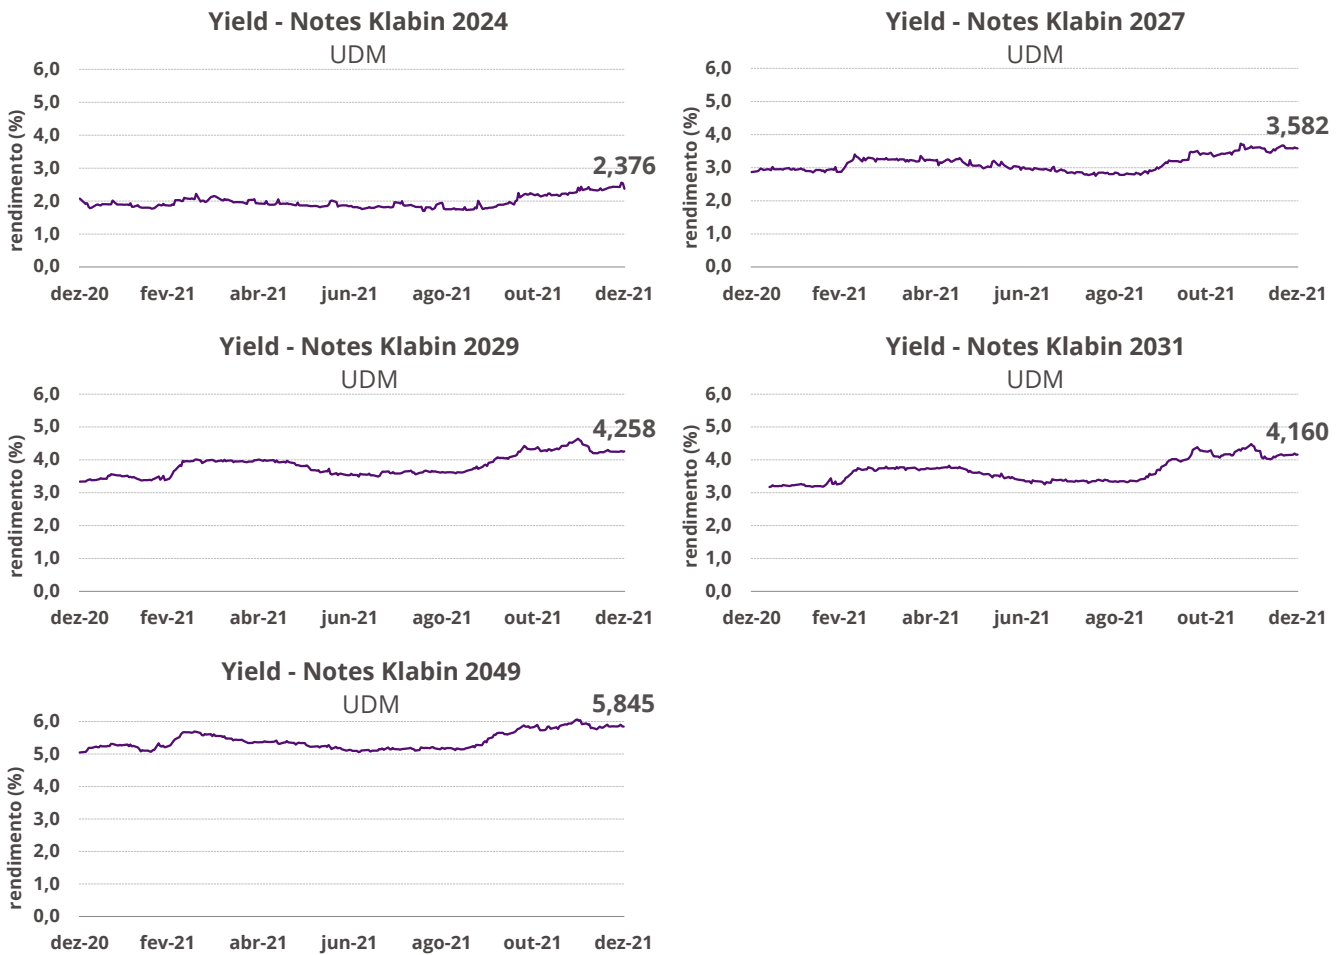 Yield - Notes Klabin 2024
UDM
rendimento (%)
6,0
5,0
4,0
3,0
2,0
1,0
0,0
2,376
dez-20 fev-21 abr-21 jun-21 ago-21 out-21 dez-21
Yield - Notes Klabin 2027
UDM
rendimento (%)
6,0
5,0
4,0
3,0
2,0
1,0
0,0
3,582
dez-20 fev-21 abr-21 jun-21 ago-21 out-21 dez-21
Yield - Notes Klabin 2029
UDM
rendimento (%)
6,0
5,0
4,0
3,0
2,0
1,0
0,0
4,258
dez-20 fev-21 abr-21 jun-21 ago-21 out-21 dez-21
Yield - Notes Klabin 2031
UDM
rendimento (%)
6,0
5,0
4,0
3,0
2,0
1,0
0,0
4,160
dez-20 fev-21 abr-21 jun-21 ago-21 out-21 dez-21
Yield - Notes Klabin 2049
UDM
rendimento (%)
6,0
5,0
4,0
3,0
2,0
1,0
0,0
5,845
dez-20 fev-21 abr-21 jun-21 ago-21 out-21 dez-21